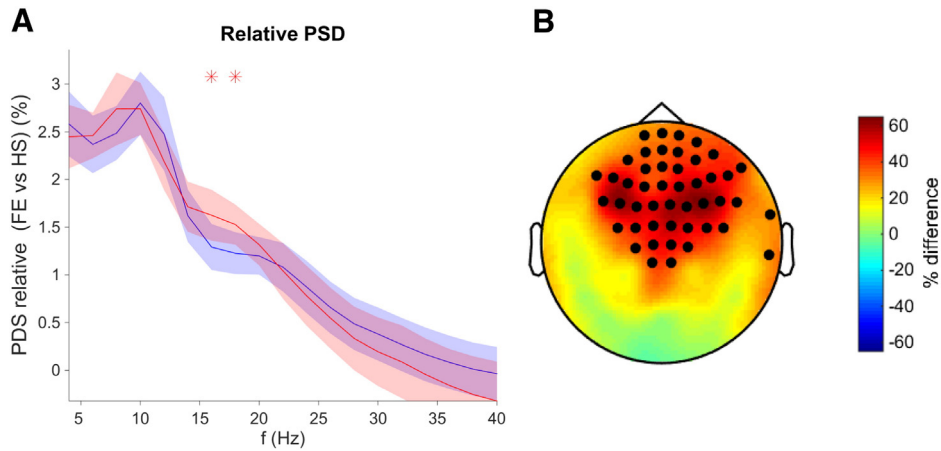 A
Relative PSD
PDS relative (FE vs HS) (%)
3
2.5
2
1.5
1
0.5
0
5 10 15 20 25 30 35 40
f (Hz)
B
60
40
20
0
-20
-40
-60
% difference